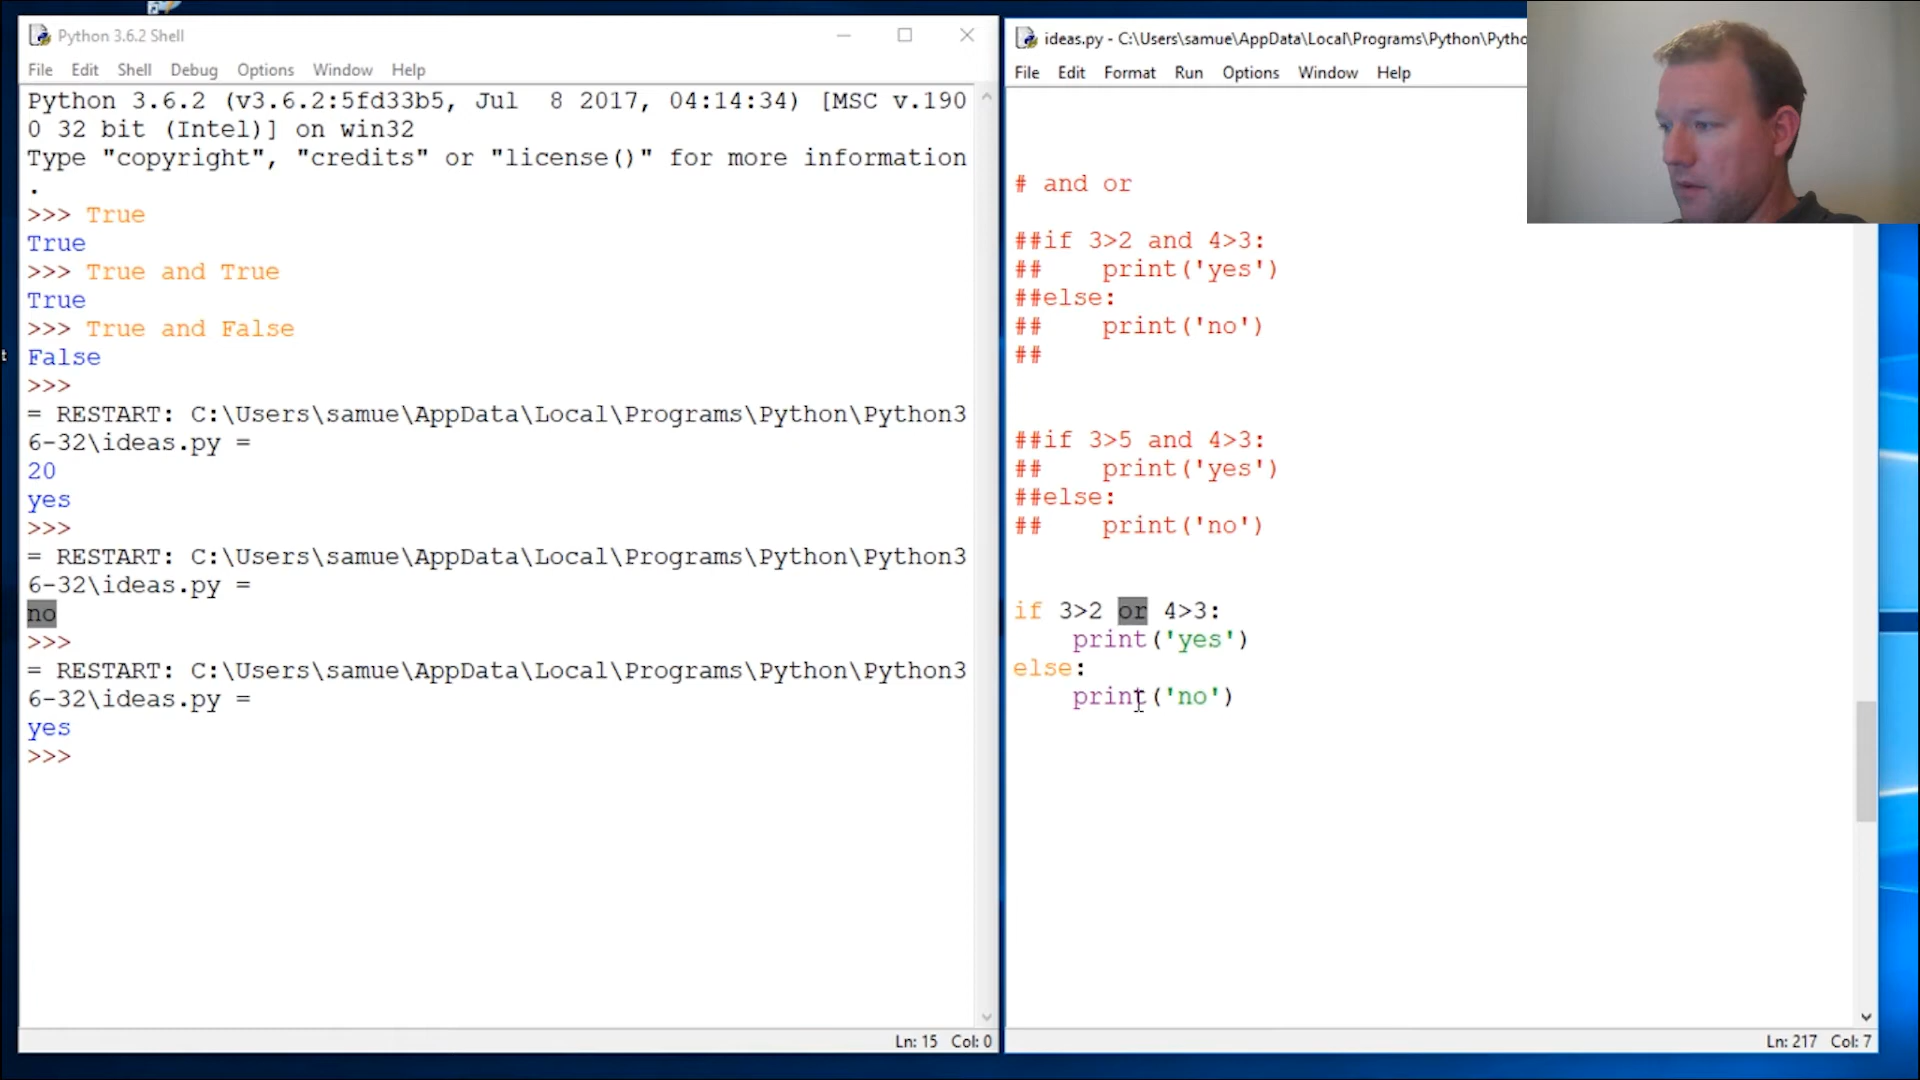 Python 3.6.2 Shell
File Edit Shell Debug Options Window Help
Python 3.6.2 (v3.6.2:5fd33b5, Jul  8 2017, 04:14:34) [MSC v.190
0 32 bit (Intel)] on win32
Type "copyright", "credits" or "license()" for more information
.
>>> True
True
>>> True and True
True
>>> True and False
False
>>>
= RESTART: C:\Users\samue\AppData\Local\Programs\Python\Python3
6-32\ideas.py =
20
yes
>>>
= RESTART: C:\Users\samue\AppData\Local\Programs\Python\Python3
6-32\ideas.py =
no
>>>
= RESTART: C:\Users\samue\AppData\Local\Programs\Python\Python3
6-32\ideas.py =
yes
>>>
Ln: 15 Col: 0
ideas.py - C:\Users\samue\AppData\Local\Programs\Python\Pytho
File Edit Format Run Options Window Help
# and or
##if 3>2 and 4>3:
##    print('yes')
##else:
##    print('no')
##
##if 3>5 and 4>3:
##    print('yes')
##else:
##    print('no')
if 3>2 or 4>3:
    print('yes')
else:
    print('no')
Ln: 217 Col: 7